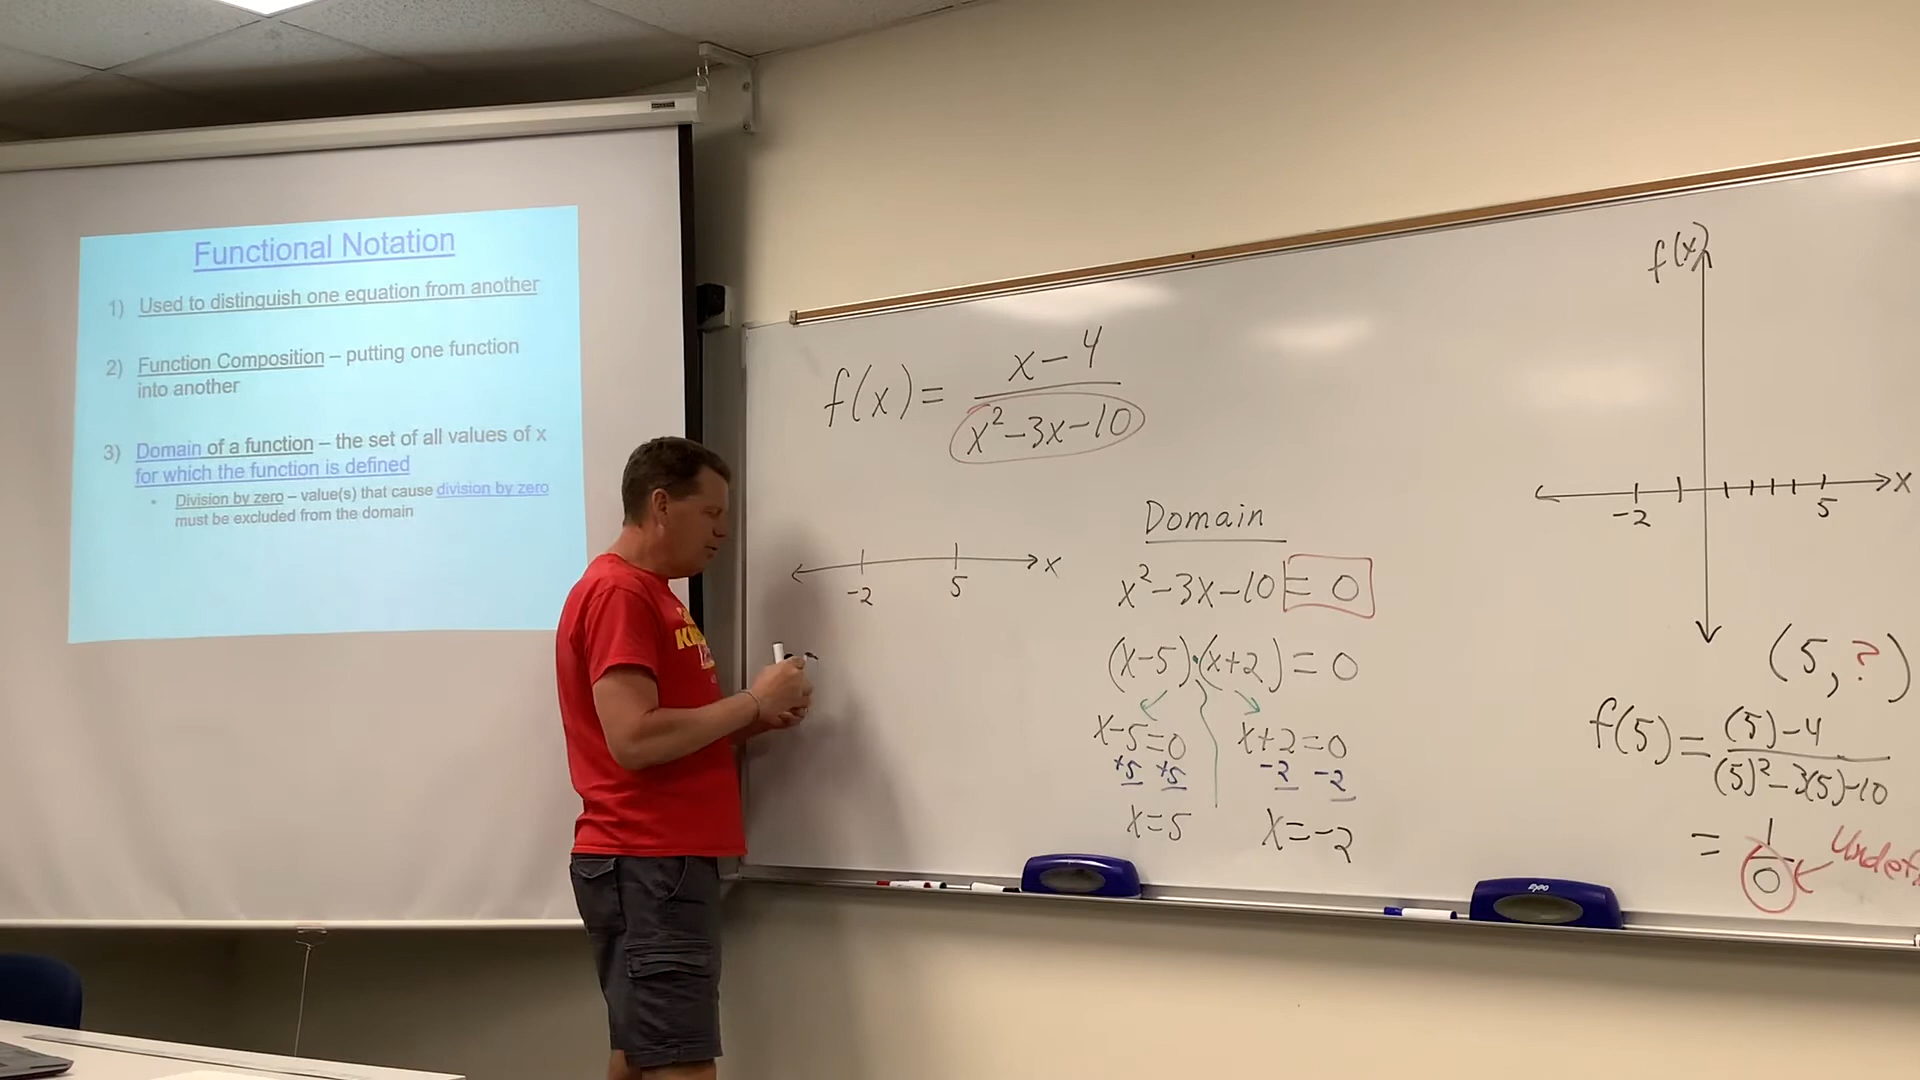 Functional Notation
1) Used to distinguish one equation from another
2) Function Composition – putting one function
into another
3) Domain of a function – the set of all values of x
for which the function is defined
• Division by zero – value(s) that cause division by zero
must be excluded from the domain
f(x) = x-4
x²-3x-10
-2 5 x
Domain
x²-3x-10 = 0
(x-5)·(x+2) = 0
x-5=0 x+2=0
+5 +5 -2 -2
x=5 x=-2
f(x)
-2 5 x
(5,?)
f(5) = (5)-4
(5)²-3(5)-10
= 1
0
EXPO